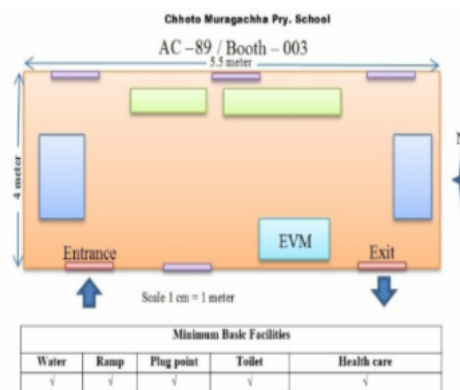 Chhoto Muragachha Pry. School
AC –89 / Booth – 003
5.5 meter
4 meter
N
EVM
Entrance
Exit
Scale 1 cm = 1 meter
Minimum Basic Facilities
Water Ramp Plug point Toilet Health care
√ √ √ √ √